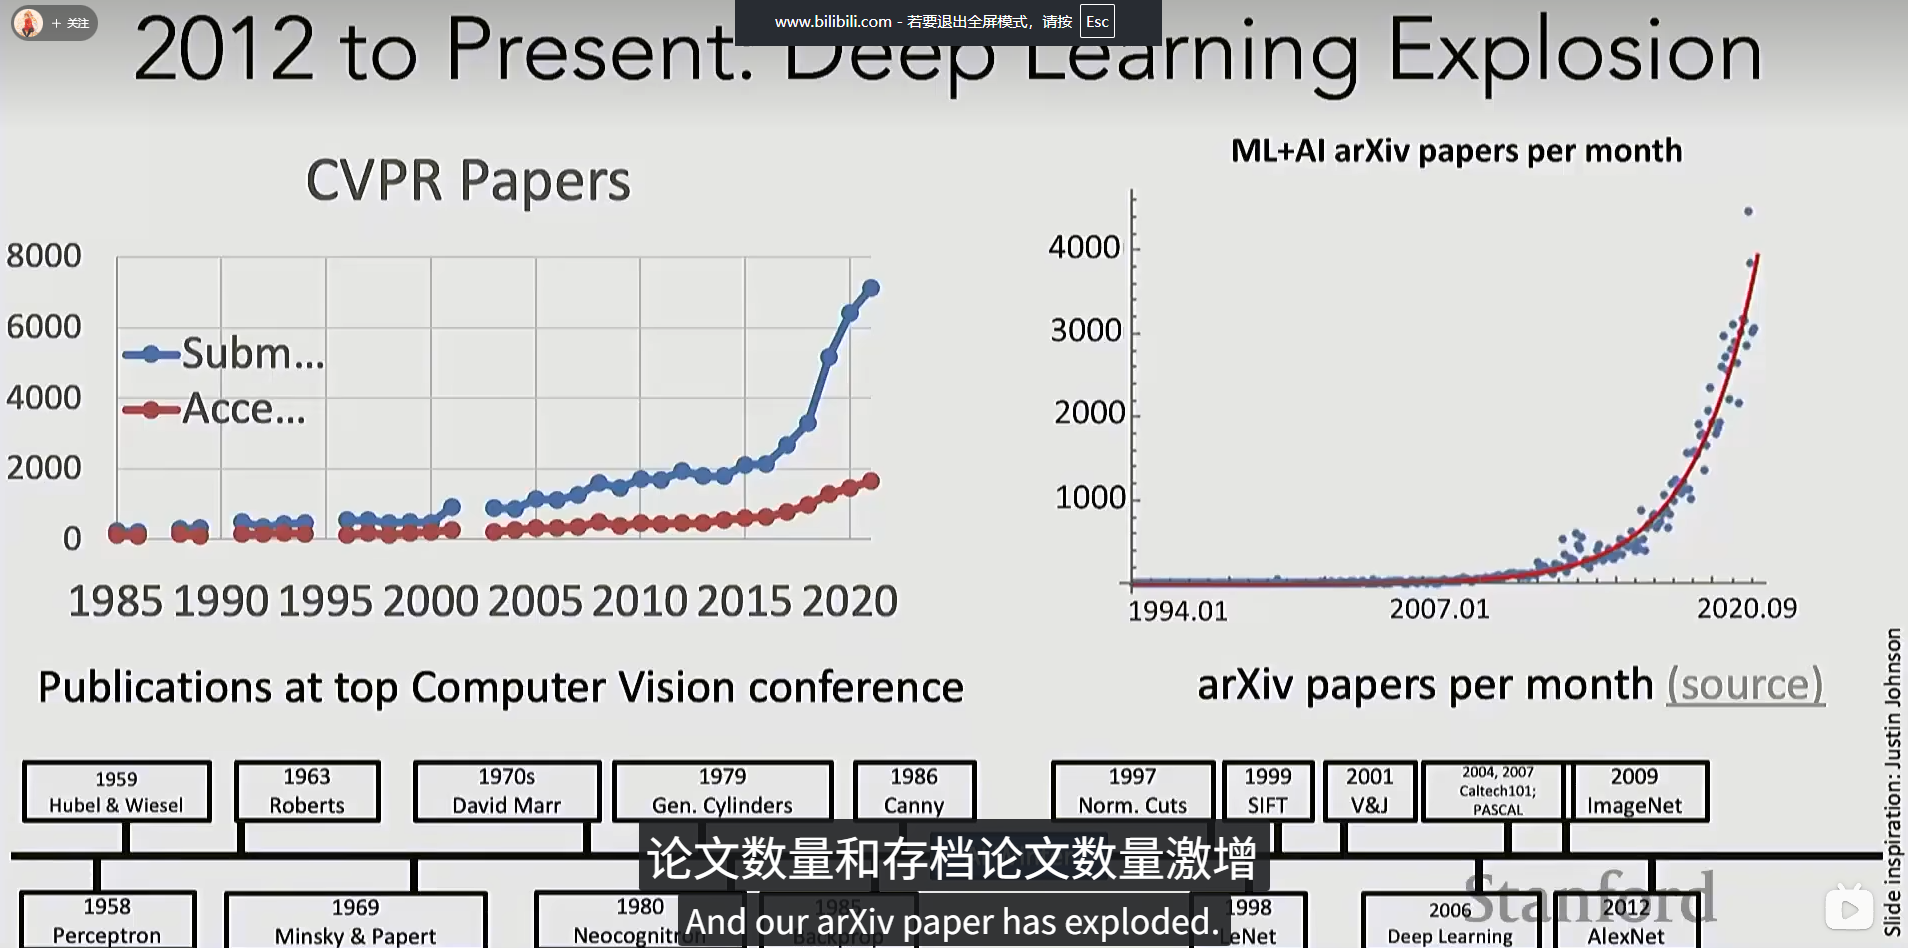 + 关注
www.bilibili.com - 若要退出全屏模式，请按 Esc
2012 to Present: Deep Learning Explosion
CVPR Papers
8000
6000
4000
2000
0
Subm...
Acce...
1985 1990 1995 2000 2005 2010 2015 2020
Publications at top Computer Vision conference
ML+AI arXiv papers per month
4000
3000
2000
1000
1994.01 2007.01 2020.09
arXiv papers per month (source)
Slide inspiration: Justin Johnson
1959
Hubel & Wiesel
1963
Roberts
1970s
David Marr
1979
Gen. Cylinders
1986
Canny
1997
Norm. Cuts
1999
SIFT
2001
V&J
2004, 2007
Caltech101;
PASCAL
2009
ImageNet
1958
Perceptron
1969
Minsky & Papert
1980
Neocognitron
1985
Backprop
1998
LeNet
2006
Deep Learning
2012
AlexNet
Stanford
论文数量和存档论文数量激增
And our arXiv paper has exploded.